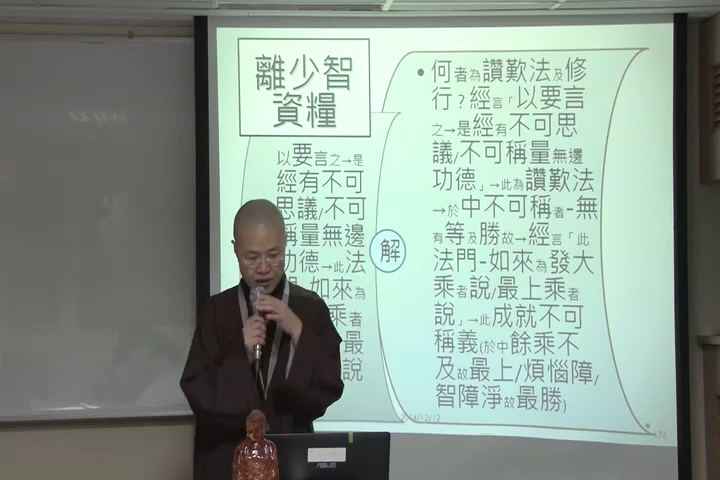 離少智
資糧
以要言之→是
經有不可
思議/不可
稱量無邊
功德→此法
如來為
乘者
最
說
解
• 何者為讚歎法及修
行?經言「以要言
之→是經有不可思
議/不可稱量無邊
功德」→此為讚歎法
→於中不可稱者-無
有等及勝故→經言「此
法門-如來為發大
乘者說/最上乘者
說」→此成就不可
稱義(於中餘乘不
及故最上/煩惱障/
智障淨故最勝)
2014/12/12
176
ASUS